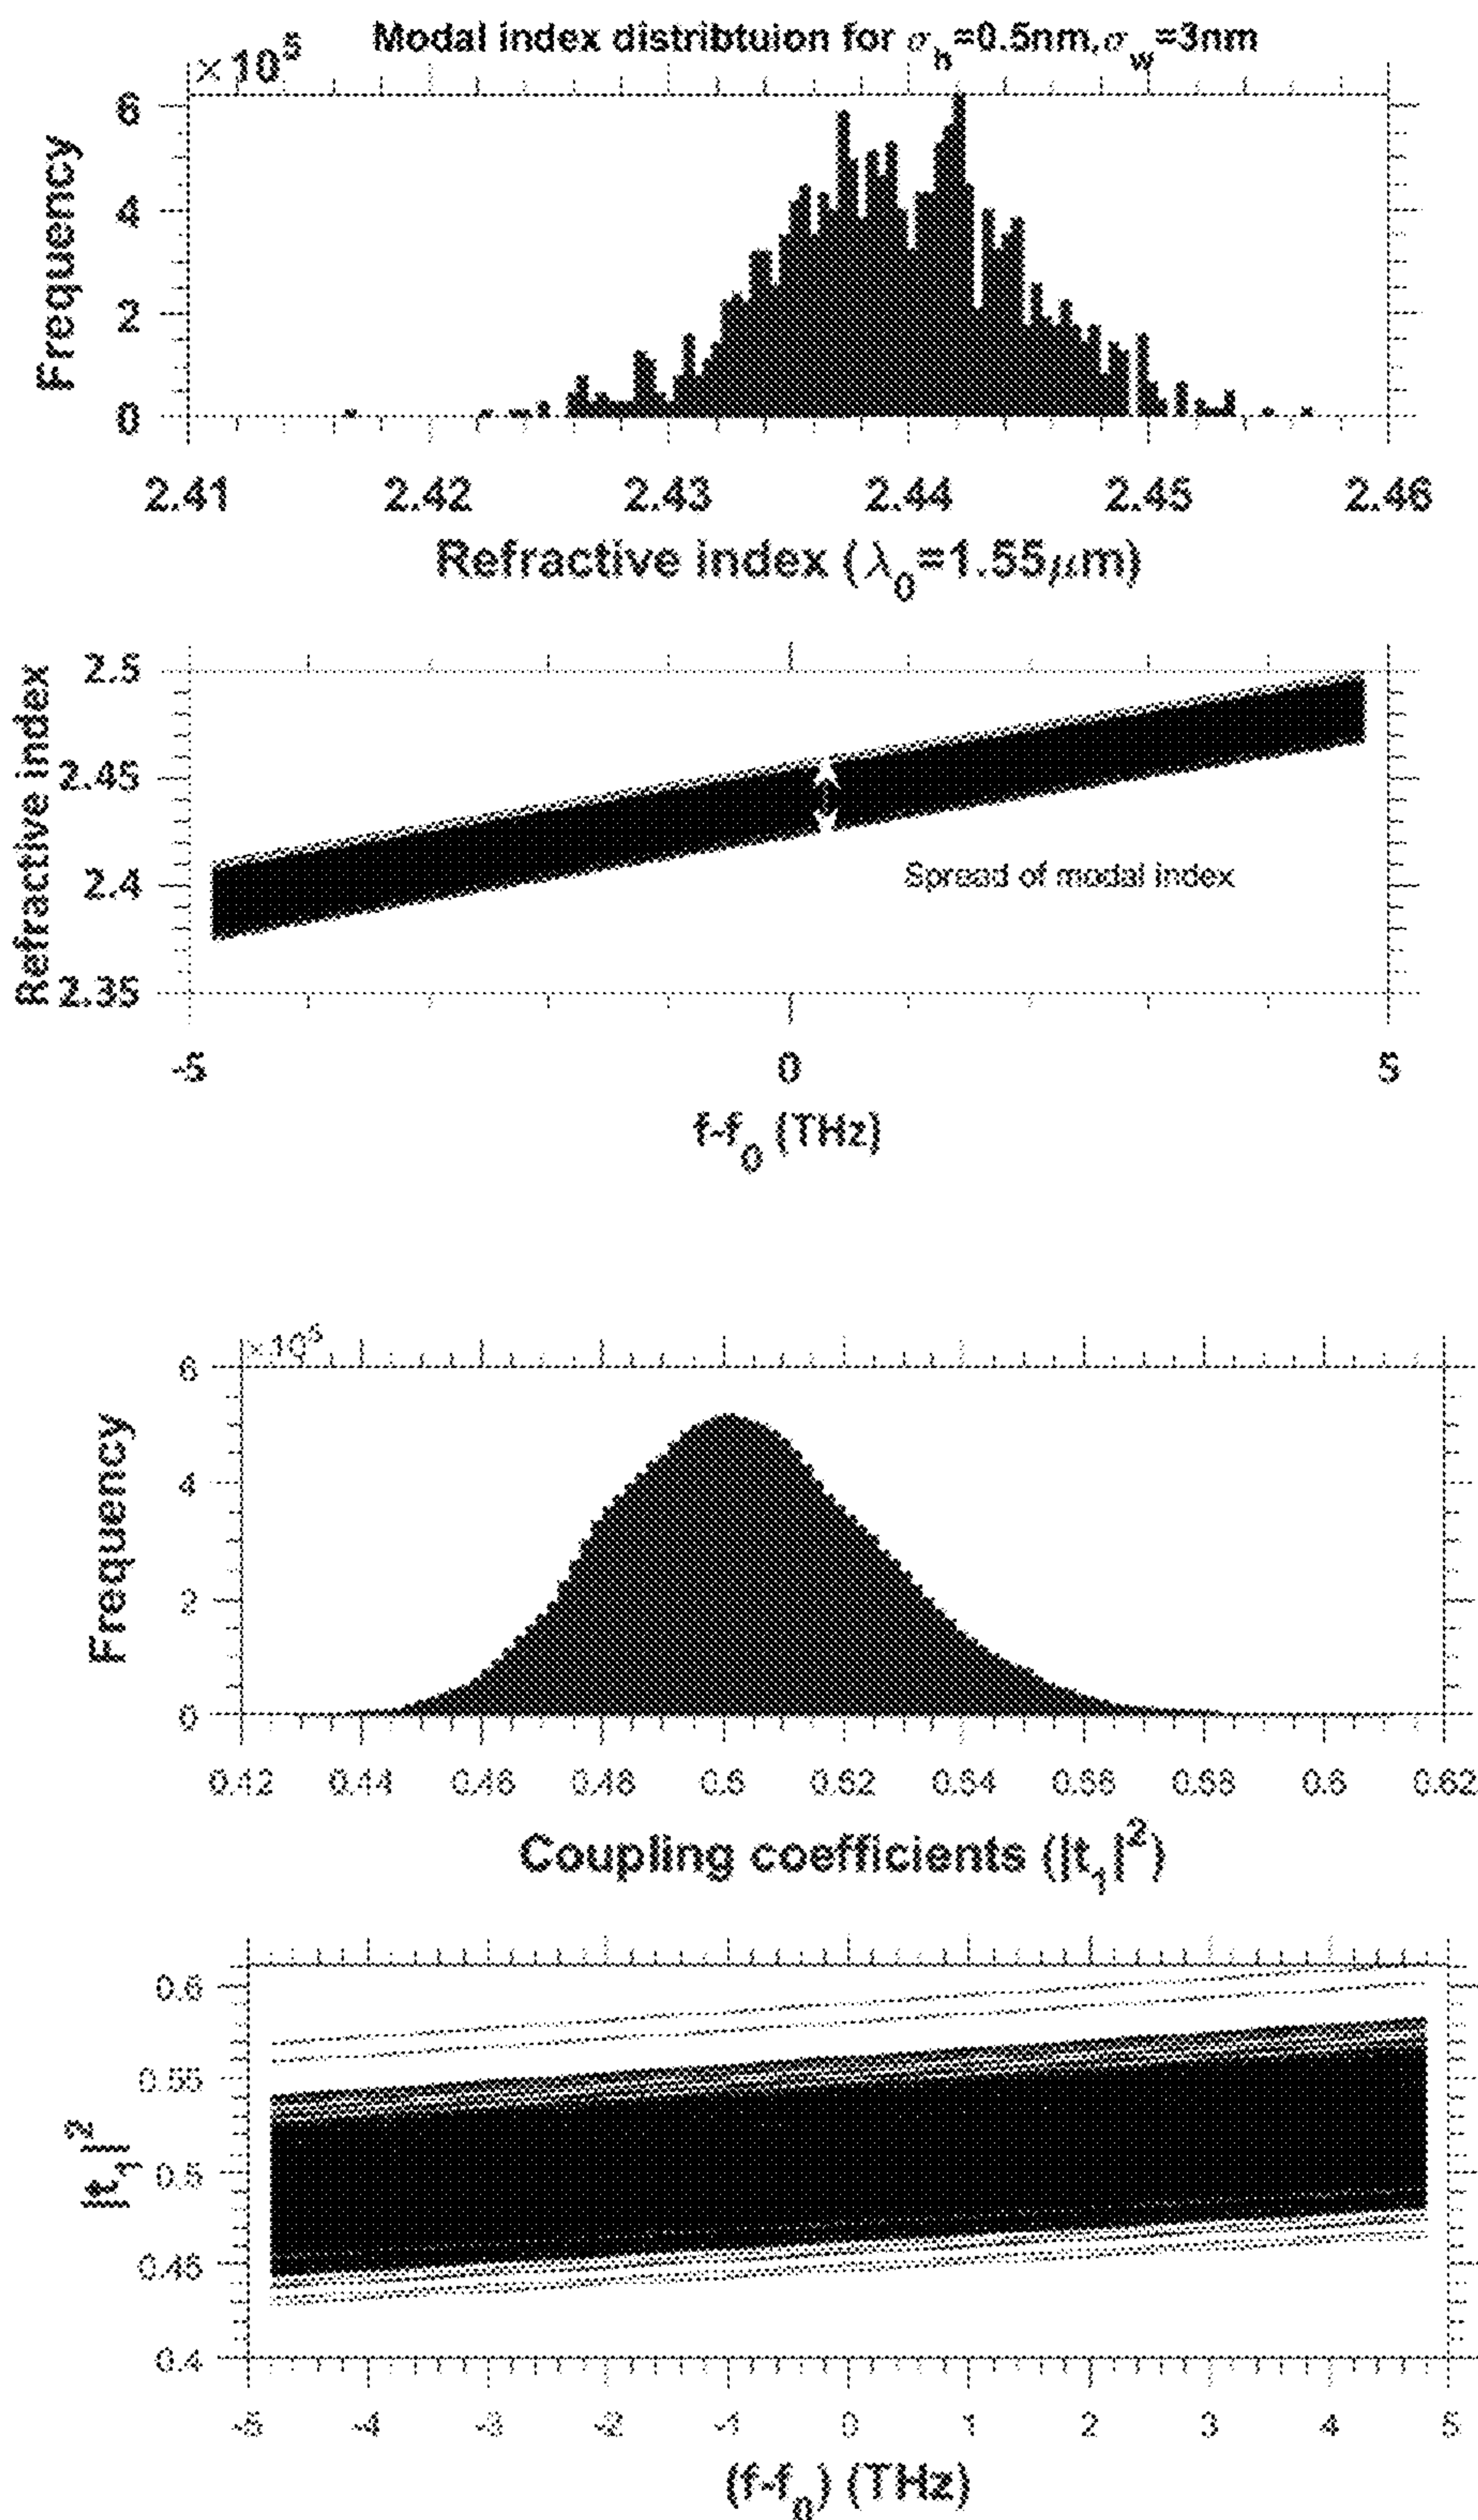 Modal index distribtuion for σh=0.5nm,σw=3nm
×10⁵
Frequency
6
4
2
0
2.41 2.42 2.43 2.44 2.45 2.46
Refractive index (λ₀=1.55μm)
Refractive index
2.5
2.45
2.4
2.35
Spread of modal index
-5 0 5
f-f₀ (THz)
×10⁵
Frequency
6
4
2
0
0.42 0.44 0.46 0.48 0.5 0.52 0.54 0.56 0.58 0.6 0.62
Coupling coefficients (|t₁|²)
|t₁|²
0.6
0.55
0.5
0.45
0.4
-5 -4 -3 -2 -1 0 1 2 3 4 5
(f-f₀) (THz)